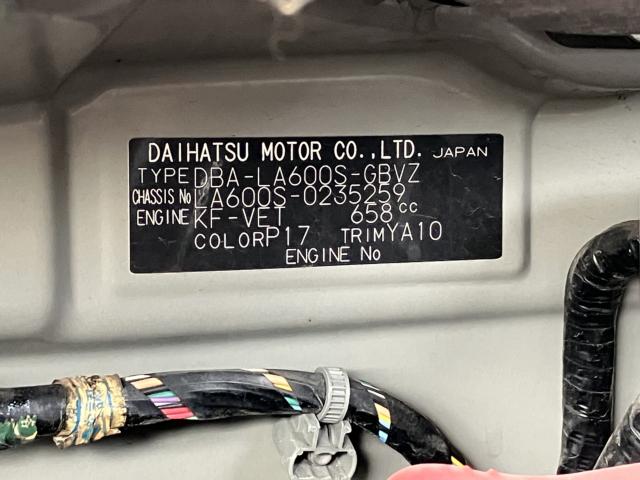 DAIHATSU MOTOR CO.,LTD. JAPAN
TYPE DBA-LA600S-GBVZ
CHASSIS No LA600S-0235259
ENGINE KF-VET 658cc
COLOR P17 TRIM YA10
ENGINE No